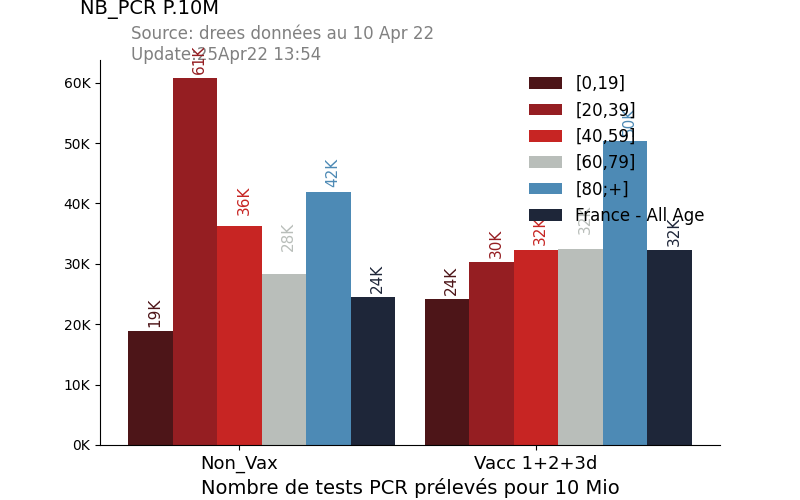 NB_PCR P.10M
Source: drees données au 10 Apr 22
Update:25Apr22 13:54
60K
50K
40K
30K
20K
10K
0K
19K
61K
36K
28K
42K
24K
24K
30K
32K
32K
[0,19]
[20,39]
[40,59]
[60,79]
[80;+]
France - All Age
Non_Vax
Vacc 1+2+3d
Nombre de tests PCR prélevés pour 10 Mio